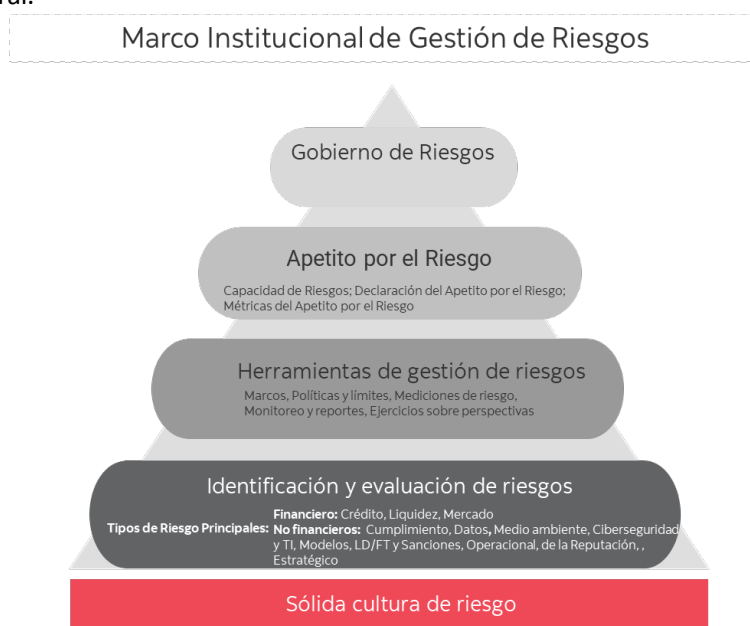 Marco Institucional de Gestión de Riesgos
Gobierno de Riesgos
Apetito por el Riesgo
Capacidad de Riesgos; Declaración del Apetito por el Riesgo;
Métricas del Apetito por el Riesgo
Herramientas de gestión de riesgos
Marcos, Políticas y límites, Mediciones de riesgo,
Monitoreo y reportes, Ejercicios sobre perspectivas
Identificación y evaluación de riesgos
Financiero: Crédito, Liquidez, Mercado
Tipos de Riesgo Principales: No financieros: Cumplimiento, Datos, Medio ambiente, Ciberseguridad
y TI, Modelos, LD/FT y Sanciones, Operacional, de la Reputación, ,
Estratégico
Sólida cultura de riesgo